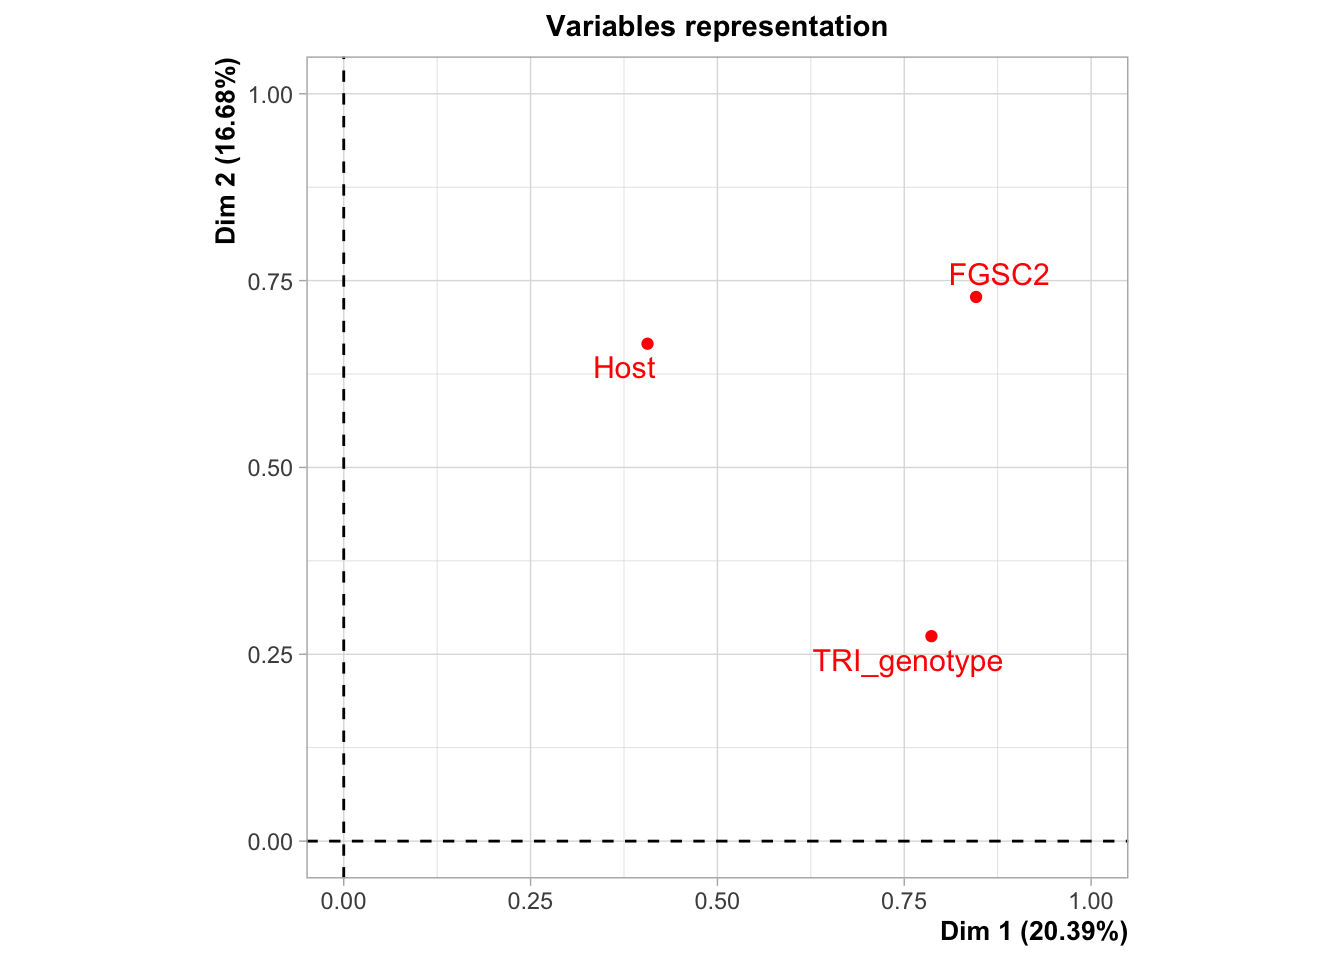 Variables representation
Dim 2 (16.68%)
1.00
0.75
0.50
0.25
0.00
FGSC2
Host
TRI_genotype
0.00 0.25 0.50 0.75 1.00
Dim 1 (20.39%)